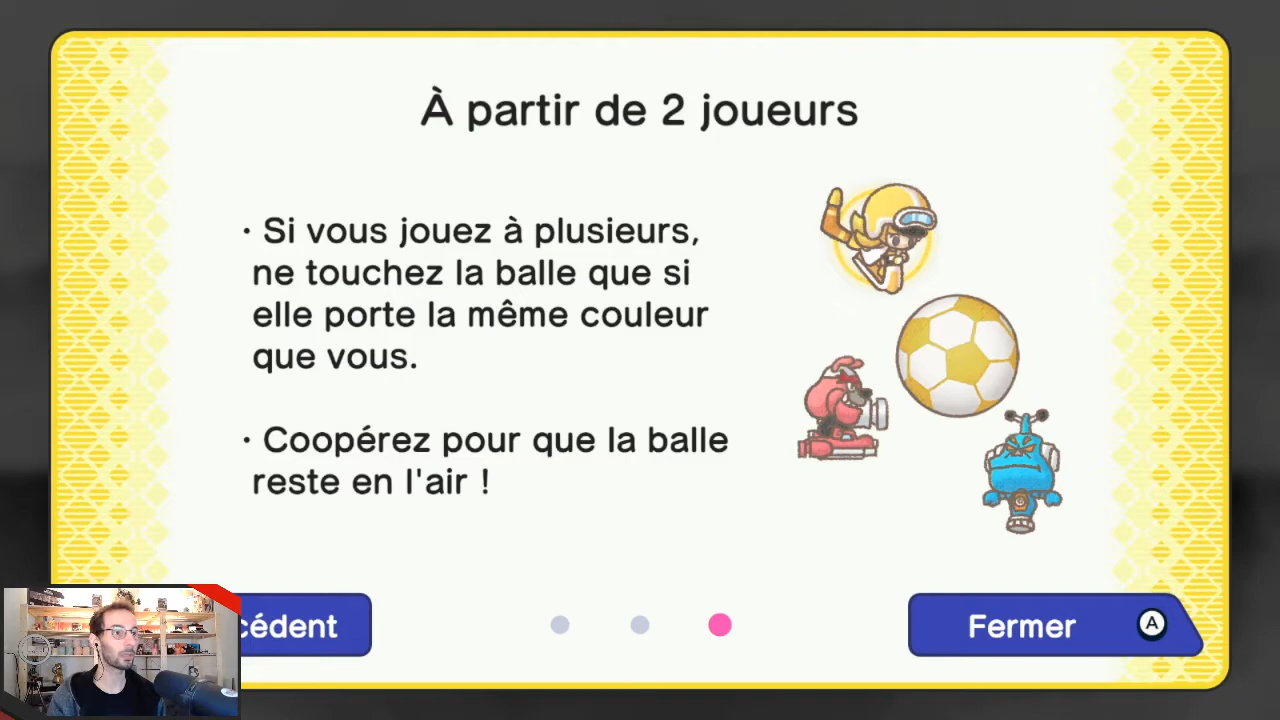 À partir de 2 joueurs
· Si vous jouez à plusieurs,
ne touchez la balle que si
elle porte la même couleur
que vous.
· Coopérez pour que la balle
reste en l'air !
cédent
Fermer A